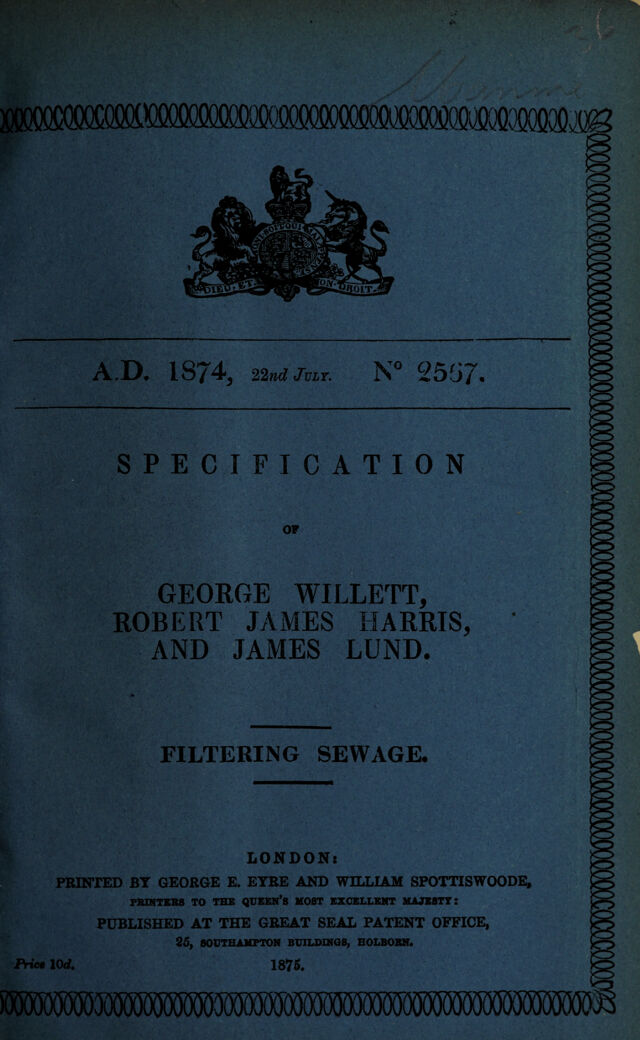 DIEU ET MON DROIT
A.D. 1874, 22nd JULY. Nº 2567.
SPECIFICATION
OF
GEORGE WILLETT,
ROBERT JAMES HARRIS,
AND JAMES LUND.
FILTERING SEWAGE.
LONDON:
PRINTED BY GEORGE E. EYRE AND WILLIAM SPOTTISWOODE,
PRINTERS TO THE QUEEN'S MOST EXCELLENT MAJESTY:
PUBLISHED AT THE GREAT SEAL PATENT OFFICE,
25, SOUTHAMPTON BUILDINGS, HOLBORN.
Price 10d.
1875.